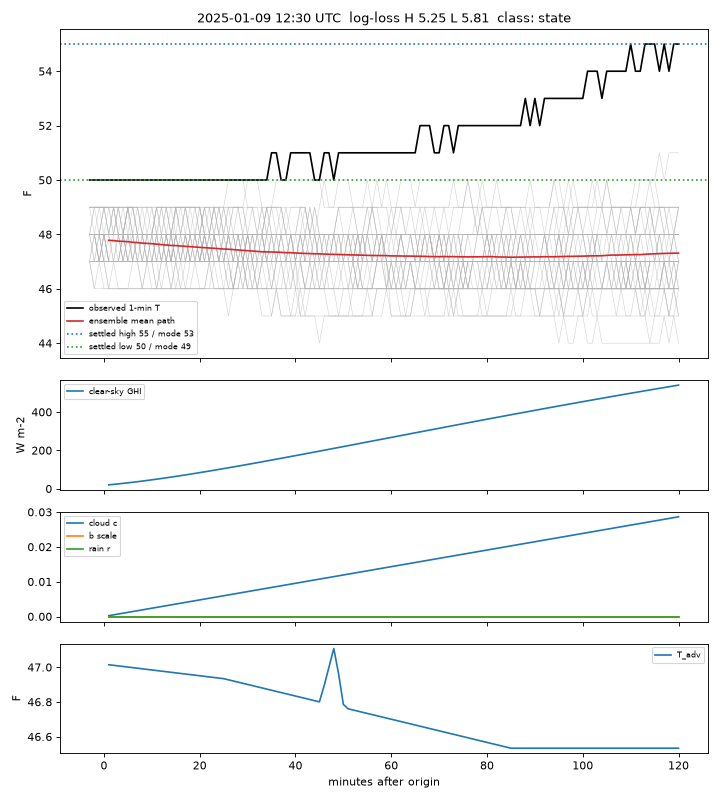 2025-01-09 12:30 UTC  log-loss H 5.25 L 5.81  class: state
54
52
50
48
46
44
F
observed 1-min T
ensemble mean path
settled high 55 / mode 53
settled low 50 / mode 49
400
200
0
W m-2
clear-sky GHI
0.03
0.02
0.01
0.00
cloud c
b scale
rain r
47.0
46.8
46.6
F
T_adv
0 20 40 60 80 100 120
minutes after origin